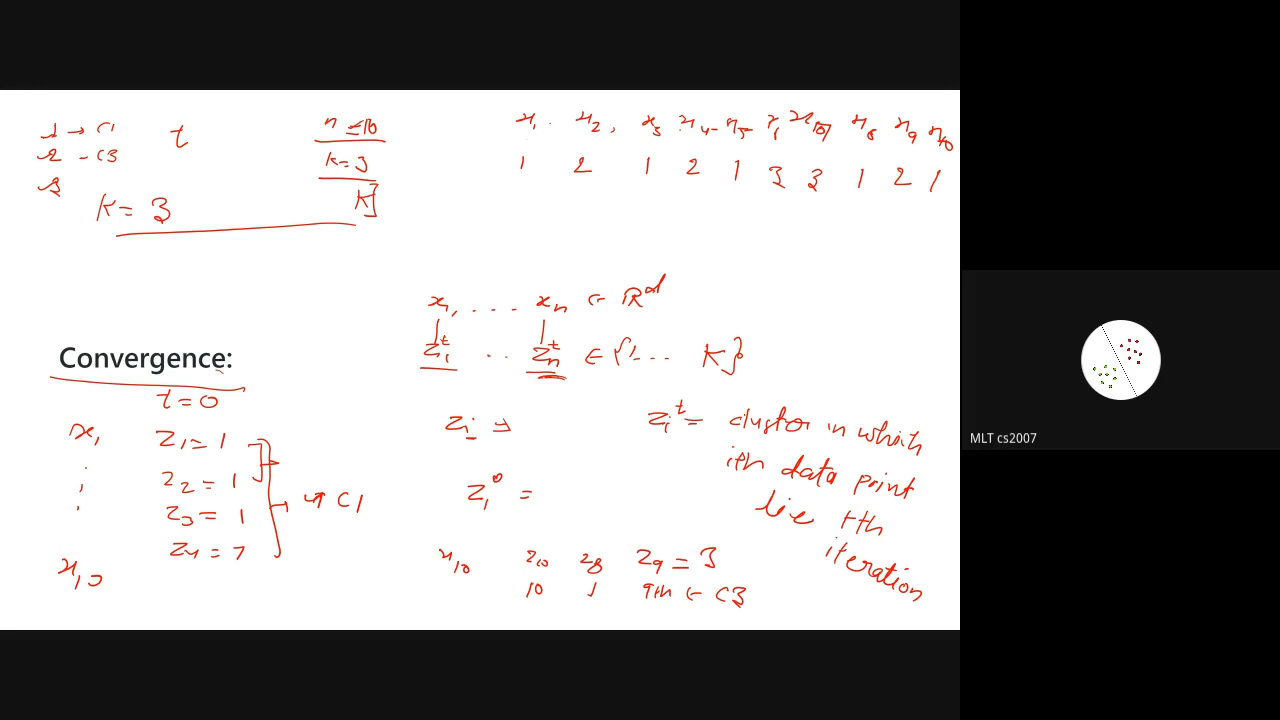 1 → C1
2 - C3
3
t
K = 3
n ≤ 10
K = 3
K]
x1 . x2 , x3 x4 x5 x6 x7 x8 x9 x10
1 2 1 2 1 3 3 1 2 1
x1, .... xn ∈ R^d
z1^t .. zn^t ∈ {1... K}
Convergence:
t = 0
x1 z1 = 1
z2 = 1
z3 = 1
→ C1
x10
zi ⇒
z1^0 =
zi^t = cluster in which
ith data point
lie tth
iteration
x10 z10 z8 z9 = 3
10 1 9th ∈ C3
MLT cs2007